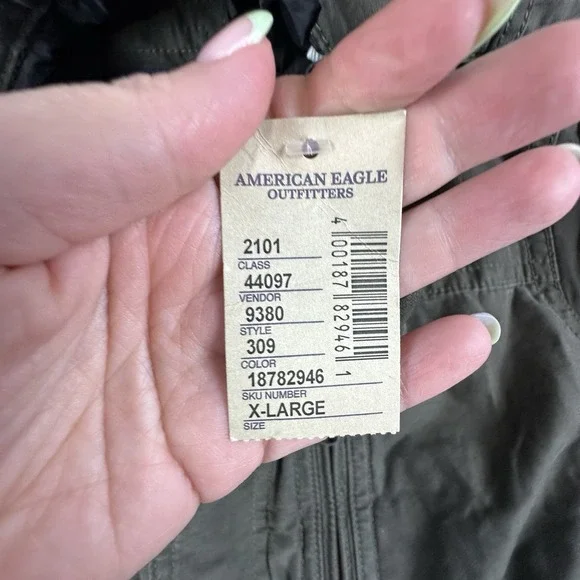 AMERICAN EAGLE
OUTFITTERS
2101
CLASS
44097
VENDOR
9380
STYLE
309
COLOR
18782946
SKU NUMBER
X-LARGE
SIZE
4 00187 82946 1